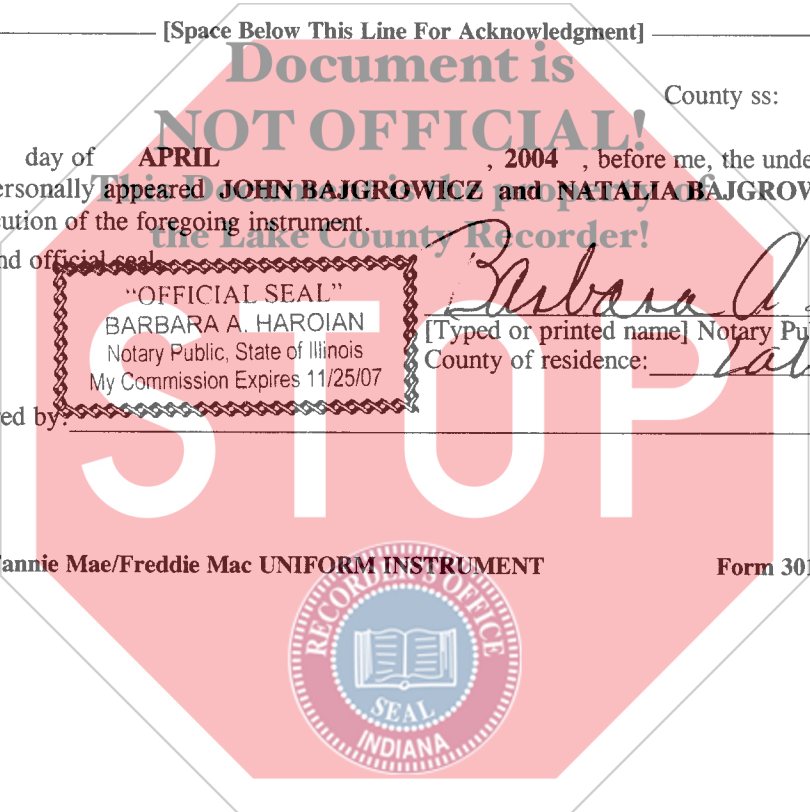 [Space Below This Line For Acknowledgment]
Document is
County ss:
NOT OFFICIAL!
day of APRIL , 2004 , before me, the unde
ersonally appeared JOHN BAJGROWICZ and NATALIA BAJGROW
This Document is the property of
ution of the foregoing instrument.
the Lake County Recorder!
nd official seal.
Barbara A
"OFFICIAL SEAL"
BARBARA A. HAROIAN
Notary Public, State of Illinois
My Commission Expires 11/25/07
[Typed or printed name] Notary Pu
County of residence:
ed by:
STOP
annie Mae/Freddie Mac UNIFORM INSTRUMENT Form 301
RECORDER'S OFFICE
SEAL
INDIANA